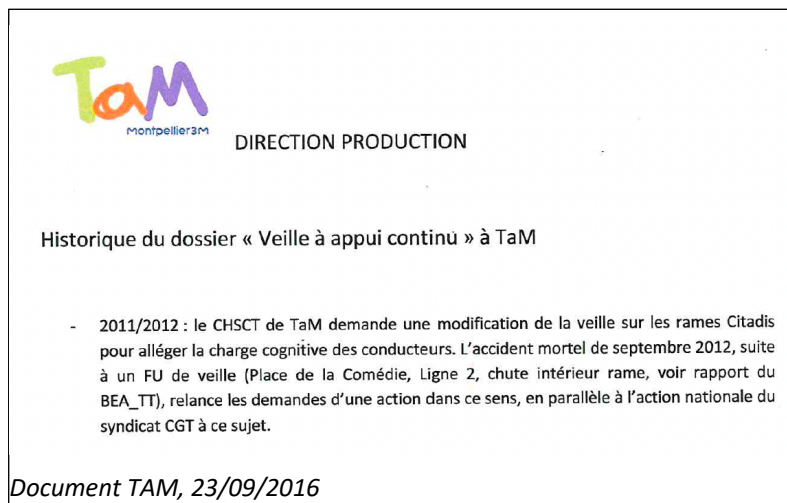 TaM
montpellier3m
DIRECTION PRODUCTION
Historique du dossier « Veille à appui continu » à TaM
- 2011/2012 : le CHSCT de TaM demande une modification de la veille sur les rames Citadis
pour alléger la charge cognitive des conducteurs. L'accident mortel de septembre 2012, suite
à un FU de veille (Place de la Comédie, Ligne 2, chute intérieur rame, voir rapport du
BEA_TT), relance les demandes d'une action dans ce sens, en parallèle à l'action nationale du
syndicat CGT à ce sujet.
Document TAM, 23/09/2016